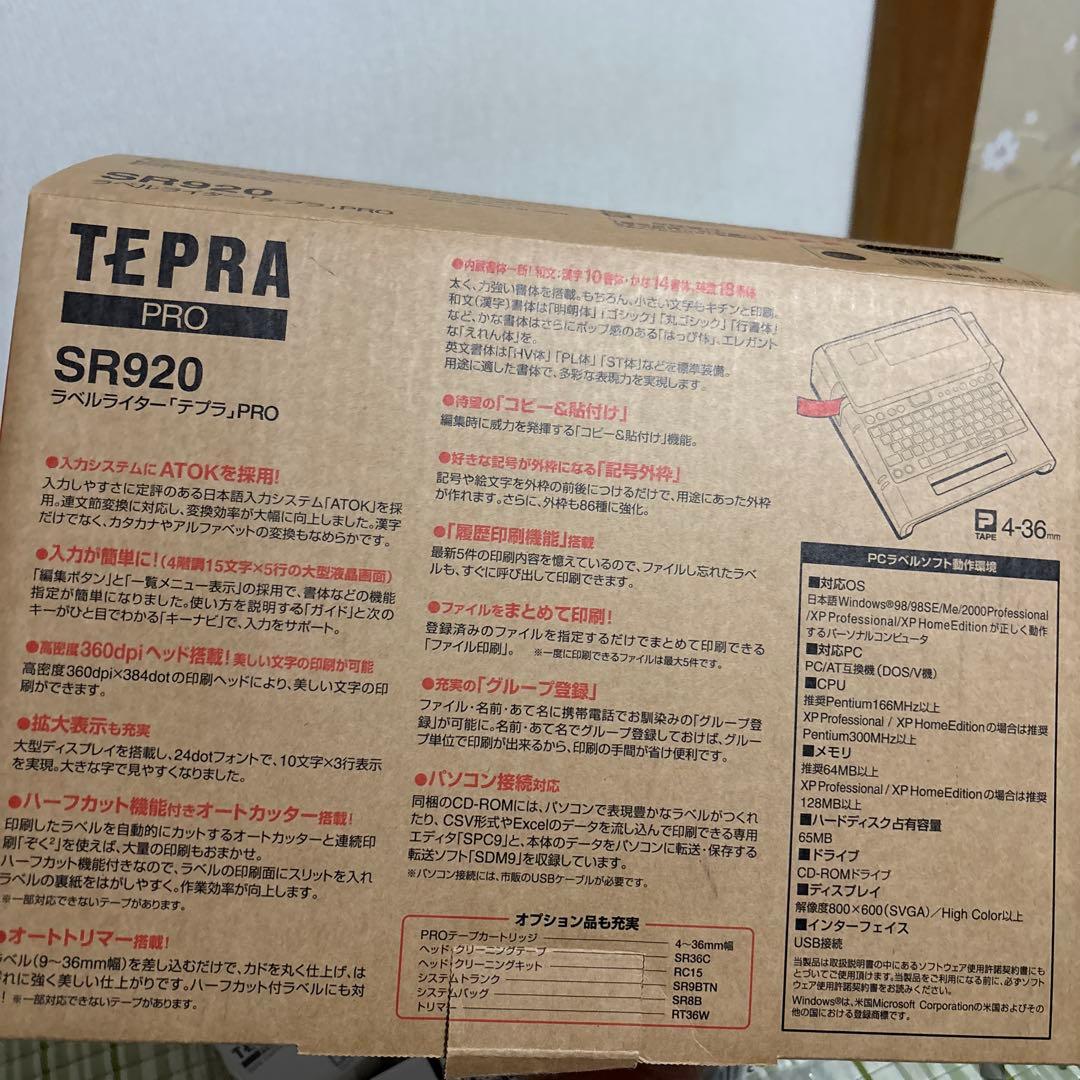 SR920
ラベルライター「テプラ」PRO
TEPRA
PRO
SR920
ラベルライター「テプラ」PRO
●入力システムにATOKを採用!
入力しやすさに定評のある日本語入力システム「ATOK」を採
用。連文節変換に対応し、変換効率が大幅に向上しました。漢字
だけでなく、カタカナやアルファベットの変換もなめらかです。
●入力が簡単に!(4階調15文字×5行の大型液晶画面)
「編集ボタン」と「一覧メニュー表示」の採用で、書体などの機能
指定が簡単になりました。使い方を説明する「ガイド」と次の
キーがひと目でわかる「キーナビ」で、入力をサポート。
●高密度360dpiヘッド搭載!美しい文字の印刷が可能
高密度360dpi×384dotの印刷ヘッドにより、美しい文字の印
刷ができます。
●拡大表示も充実
大型ディスプレイを搭載し、24dotフォントで、10文字×3行表示
を実現。大きな字で見やすくなりました。
●ハーフカット機能付きオートカッター搭載!
印刷したラベルを自動的にカットするオートカッターと連続印
刷「ぞく²」を使えば、大量の印刷もおまかせ。
ハーフカット機能付きなので、ラベルの印刷面にスリットを入れ
ラベルの裏紙をはがしやすく。作業効率が向上します。
※一部対応できないテープがあります。
●オートトリマー搭載!
ラベル(9〜36mm幅)を差し込むだけで、カドを丸く仕上げ、は
がれに強く美しい仕上がりです。ハーフカット付ラベルにも対
!※一部対応できないテープがあります。
●内蔵書体一新!和文:漢字10書体・かな14書体、英数18書体
太く、力強い書体を搭載。もちろん、小さい文字もキチンと印刷。
和文(漢字)書体は「明朝体」「ゴシック」「丸ゴシック」「行書体」
など、かな書体はさらにポップ感のある「はっぴ体」、エレガント
な「えれん体」を。
英文書体は「HV体」「PL体」「ST体」などを標準装備。
用途に適した書体で、多彩な表現力を実現します。
●待望の「コピー&貼付け」
編集時に威力を発揮する「コピー&貼付け」機能。
●好きな記号が外枠になる「記号外枠」
記号や絵文字を外枠の前後につけるだけで、用途にあった外枠
が作れます。さらに、外枠も86種に強化。
●「履歴印刷機能」搭載
最新5件の印刷内容を憶えているので、ファイルし忘れたラベ
ルも、すぐに呼び出して印刷できます。
●ファイルをまとめて印刷!
登録済みのファイルを指定するだけでまとめて印刷できる
「ファイル印刷」。 ※一度に印刷できるファイルは最大5件です。
●充実の「グループ登録」
ファイル・名前・あて名に携帯電話でお馴染みの「グループ登
録」が可能に。名前・あて名でグループ登録しておけば、グルー
プ単位で印刷が出来るから、印刷の手間が省け便利です。
●パソコン接続対応
同梱のCD-ROMには、パソコンで表現豊かなラベルがつくれ
たり、CSV形式やExcelのデータを流し込んで印刷できる専用
エディタ「SPC9」と、本体のデータをパソコンに転送・保存する
転送ソフト「SDM9」を収録しています。
※パソコン接続には、市販のUSBケーブルが必要です。
オプション品も充実
PROテープカートリッジ 4〜36mm幅
ヘッド・クリーニングテープ SR36C
ヘッド・クリーニングキット RC15
システムトランク SR9BTN
システムバッグ SR8B
トリマー RT36W
P
TAPE
4-36mm
PCラベルソフト動作環境
■対応OS
日本語Windows®98/98SE/Me/2000Professional
/XP Professional/XP HomeEditionが正しく動作
するパーソナルコンピュータ
■対応PC
PC/AT互換機(DOS/V機)
■CPU
推奨Pentium166MHz以上
XP Professional / XP HomeEditionの場合は推奨
Pentium300MHz以上
■メモリ
推奨64MB以上
XP Professional / XP HomeEditionの場合は推奨
128MB以上
■ハードディスク占有容量
65MB
■ドライブ
CD-ROMドライブ
■ディスプレイ
解像度800×600(SVGA)/High Color以上
■インターフェイス
USB接続
当製品は取扱説明書の中にあるソフトウェア使用許諾契約書にも
とづいてご使用頂けます。当製品をご利用になる前に、必ずソフト
ウェア使用許諾契約書をお読みください。
Windows®は、米国Microsoft Corporationの米国およびその
他の国における登録商標です。